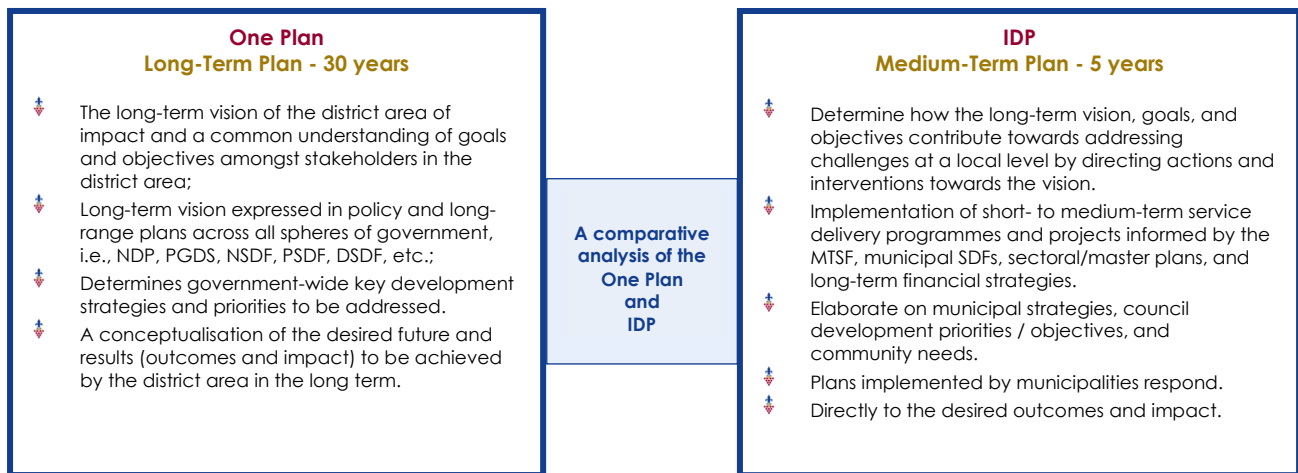 One Plan
Long-Term Plan - 30 years
The long-term vision of the district area of
impact and a common understanding of goals
and objectives amongst stakeholders in the
district area;
Long-term vision expressed in policy and long-
range plans across all spheres of government,
i.e., NDP, PGDS, NSDF, PSDF, DSDF, etc.;
Determines government-wide key development
strategies and priorities to be addressed.
A conceptualisation of the desired future and
results (outcomes and impact) to be achieved
by the district area in the long term.
A comparative
analysis of the
One Plan
and
IDP
IDP
Medium-Term Plan - 5 years
Determine how the long-term vision, goals, and
objectives contribute towards addressing
challenges at a local level by directing actions and
interventions towards the vision.
Implementation of short- to medium-term service
delivery programmes and projects informed by the
MTSF, municipal SDFs, sectoral/master plans, and
long-term financial strategies.
Elaborate on municipal strategies, council
development priorities / objectives, and
community needs.
Plans implemented by municipalities respond.
Directly to the desired outcomes and impact.